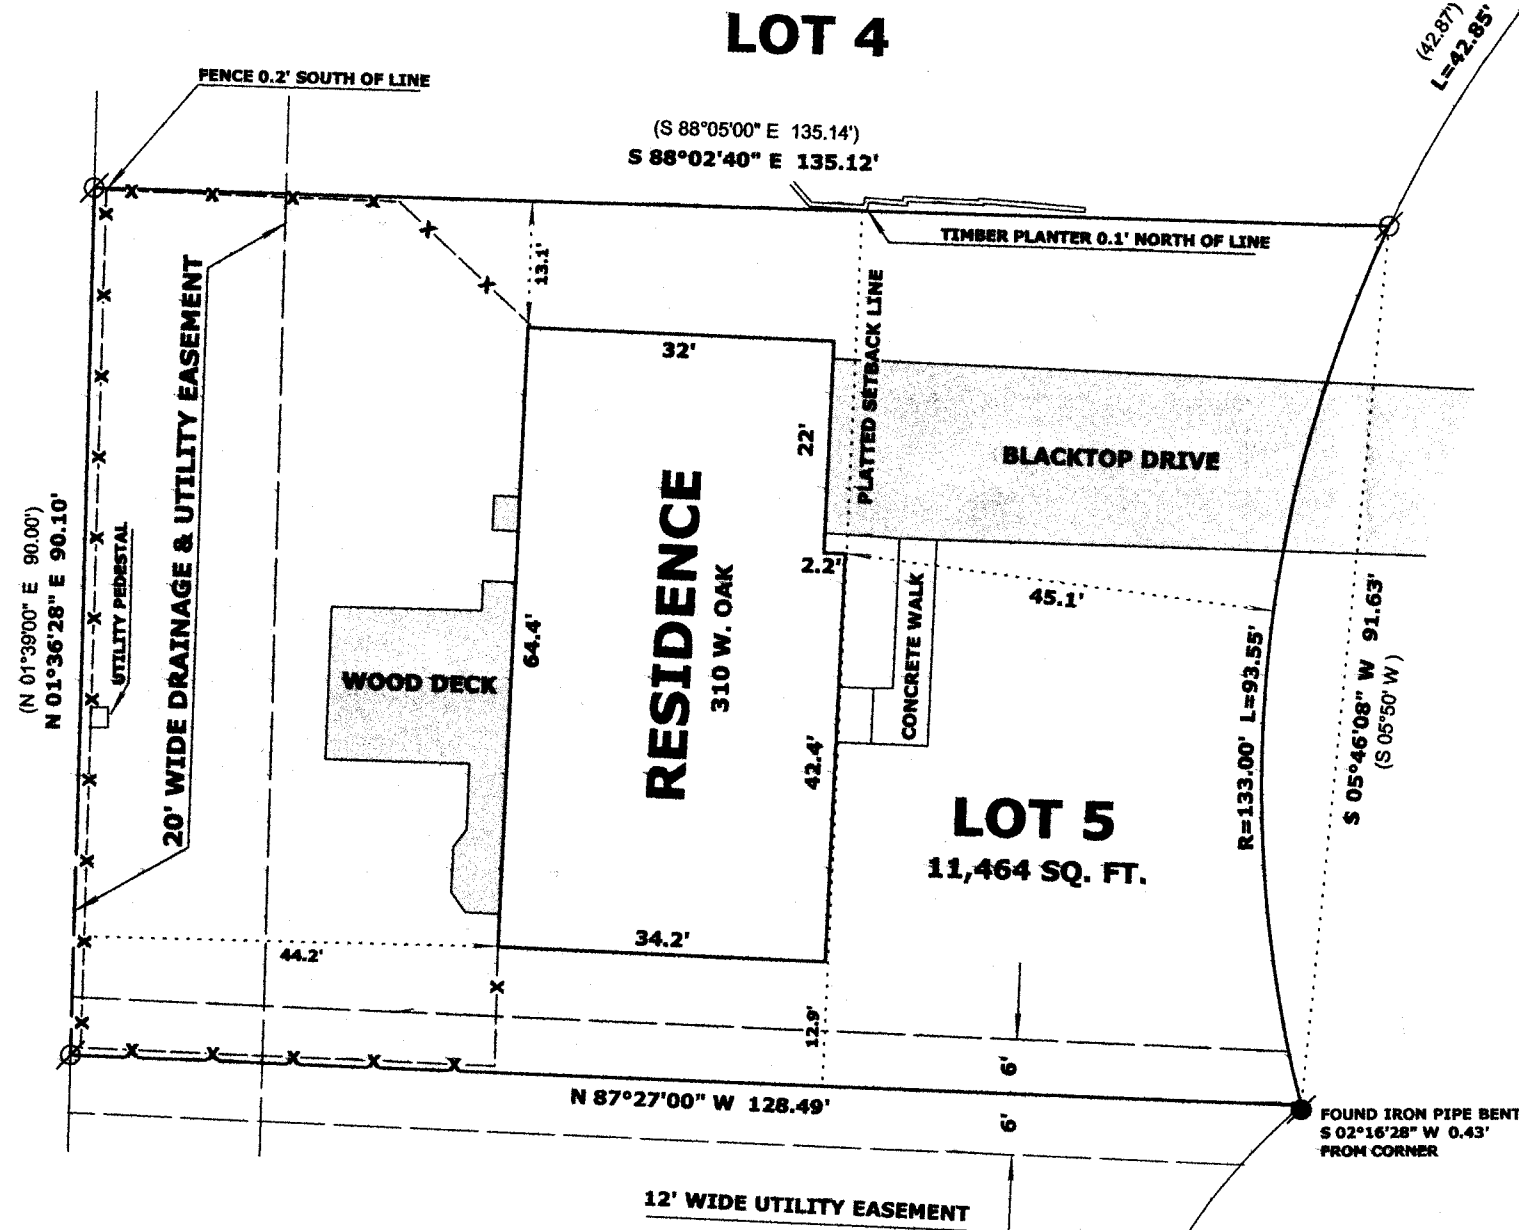 LOT 4
(42.87')
L=42.85'
FENCE 0.2' SOUTH OF LINE
(S 88°05'00" E 135.14')
S 88°02'40" E 135.12'
TIMBER PLANTER 0.1' NORTH OF LINE
13.1'
20' WIDE DRAINAGE & UTILITY EASEMENT
PLATTED SETBACK LINE
32'
22'
BLACKTOP DRIVE
(N 01°39'00" E 90.00')
N 01°36'28" E 90.10'
UTILITY PEDESTAL
RESIDENCE
310 W. OAK
2.2'
45.1'
CONCRETE WALK
64.4'
WOOD DECK
42.4'
R=133.00' L=93.55'
S 05°46'08" W 91.63'
(S 05°50' W)
LOT 5
11,464 SQ. FT.
34.2'
44.2'
12.9'
6'
6'
N 87°27'00" W 128.49'
FOUND IRON PIPE BENT
S 02°16'28" W 0.43'
FROM CORNER
12' WIDE UTILITY EASEMENT